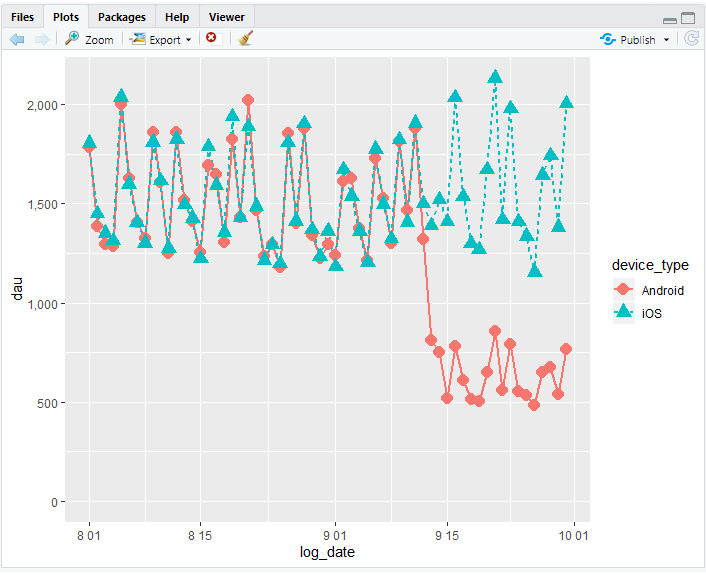 Files Plots Packages Help Viewer
Zoom Export Publish
2,000
1,500
1,000
500
0
dau
8 01 8 15 9 01 9 15 10 01
log_date
device_type
Android
iOS